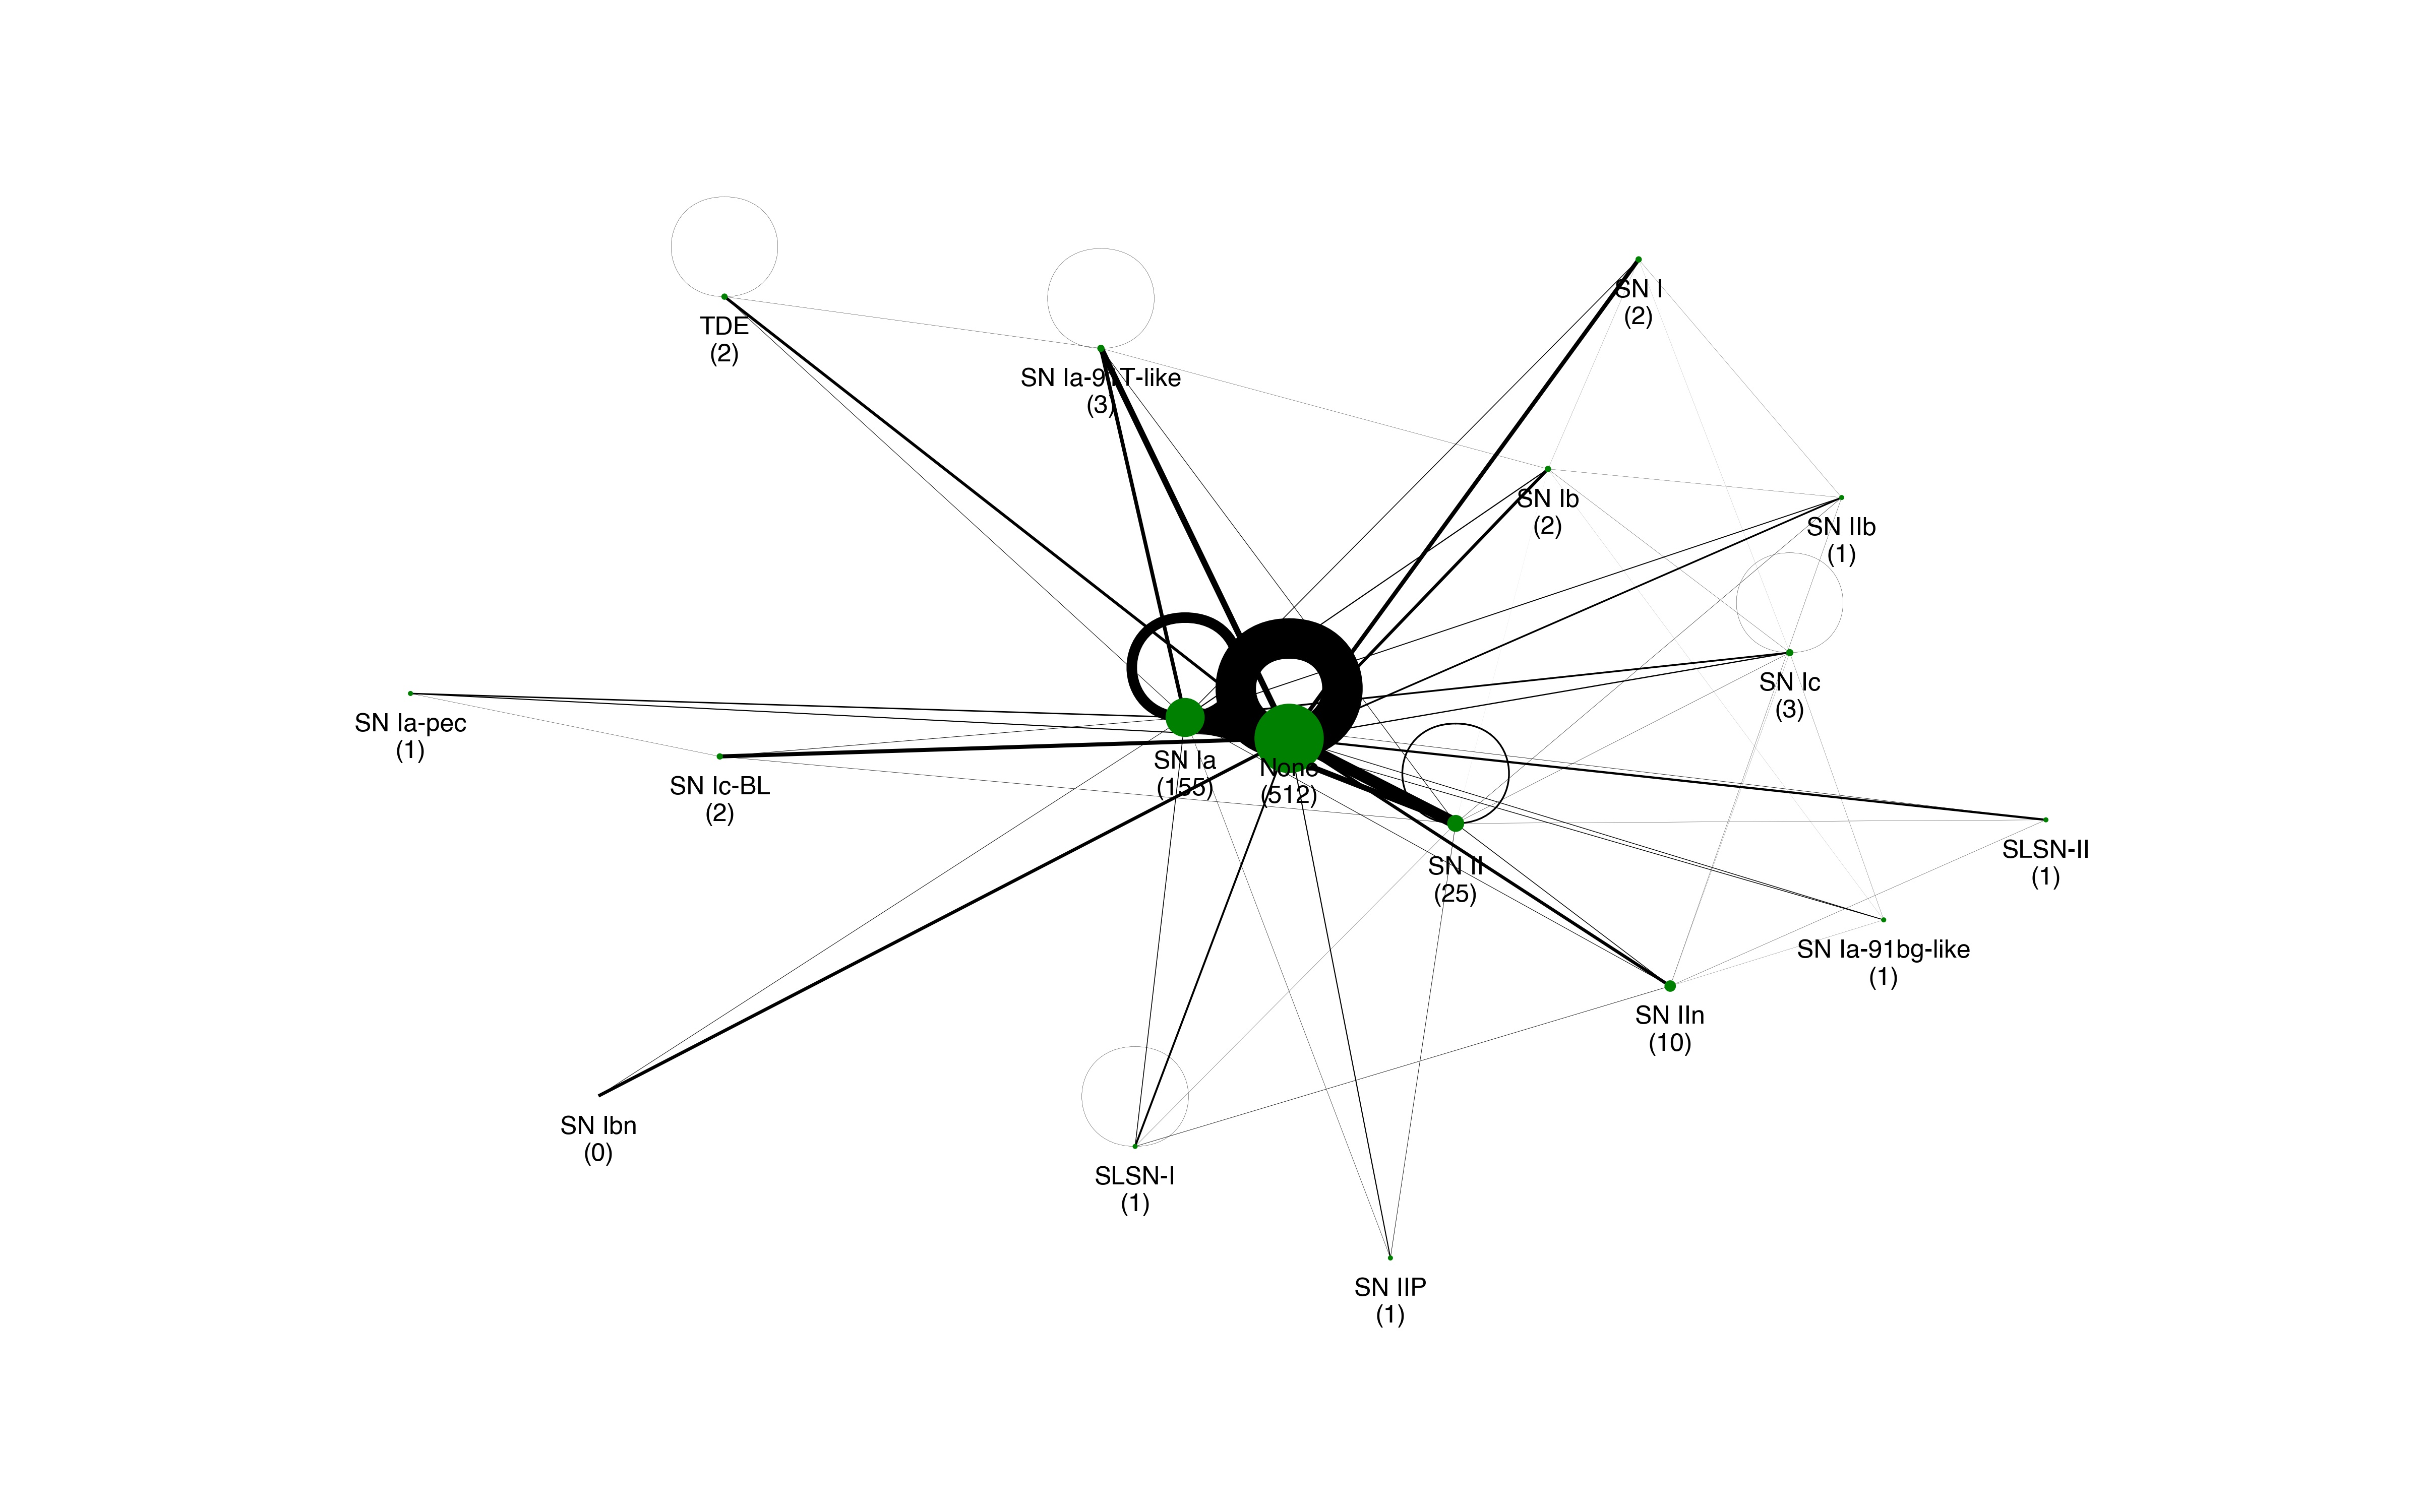 SN I
(2)
TDE
(2)
SN Ia-91T-like
(3)
SN Ib
(2)
SN IIb
(1)
SN Ic
(3)
SN Ia-pec
(1)
SN Ia
(155)
None
(512)
SN Ic-BL
(2)
SLSN-II
(1)
SN II
(25)
SN Ia-91bg-like
(1)
SN IIn
(10)
SN Ibn
(0)
SLSN-I
(1)
SN IIP
(1)